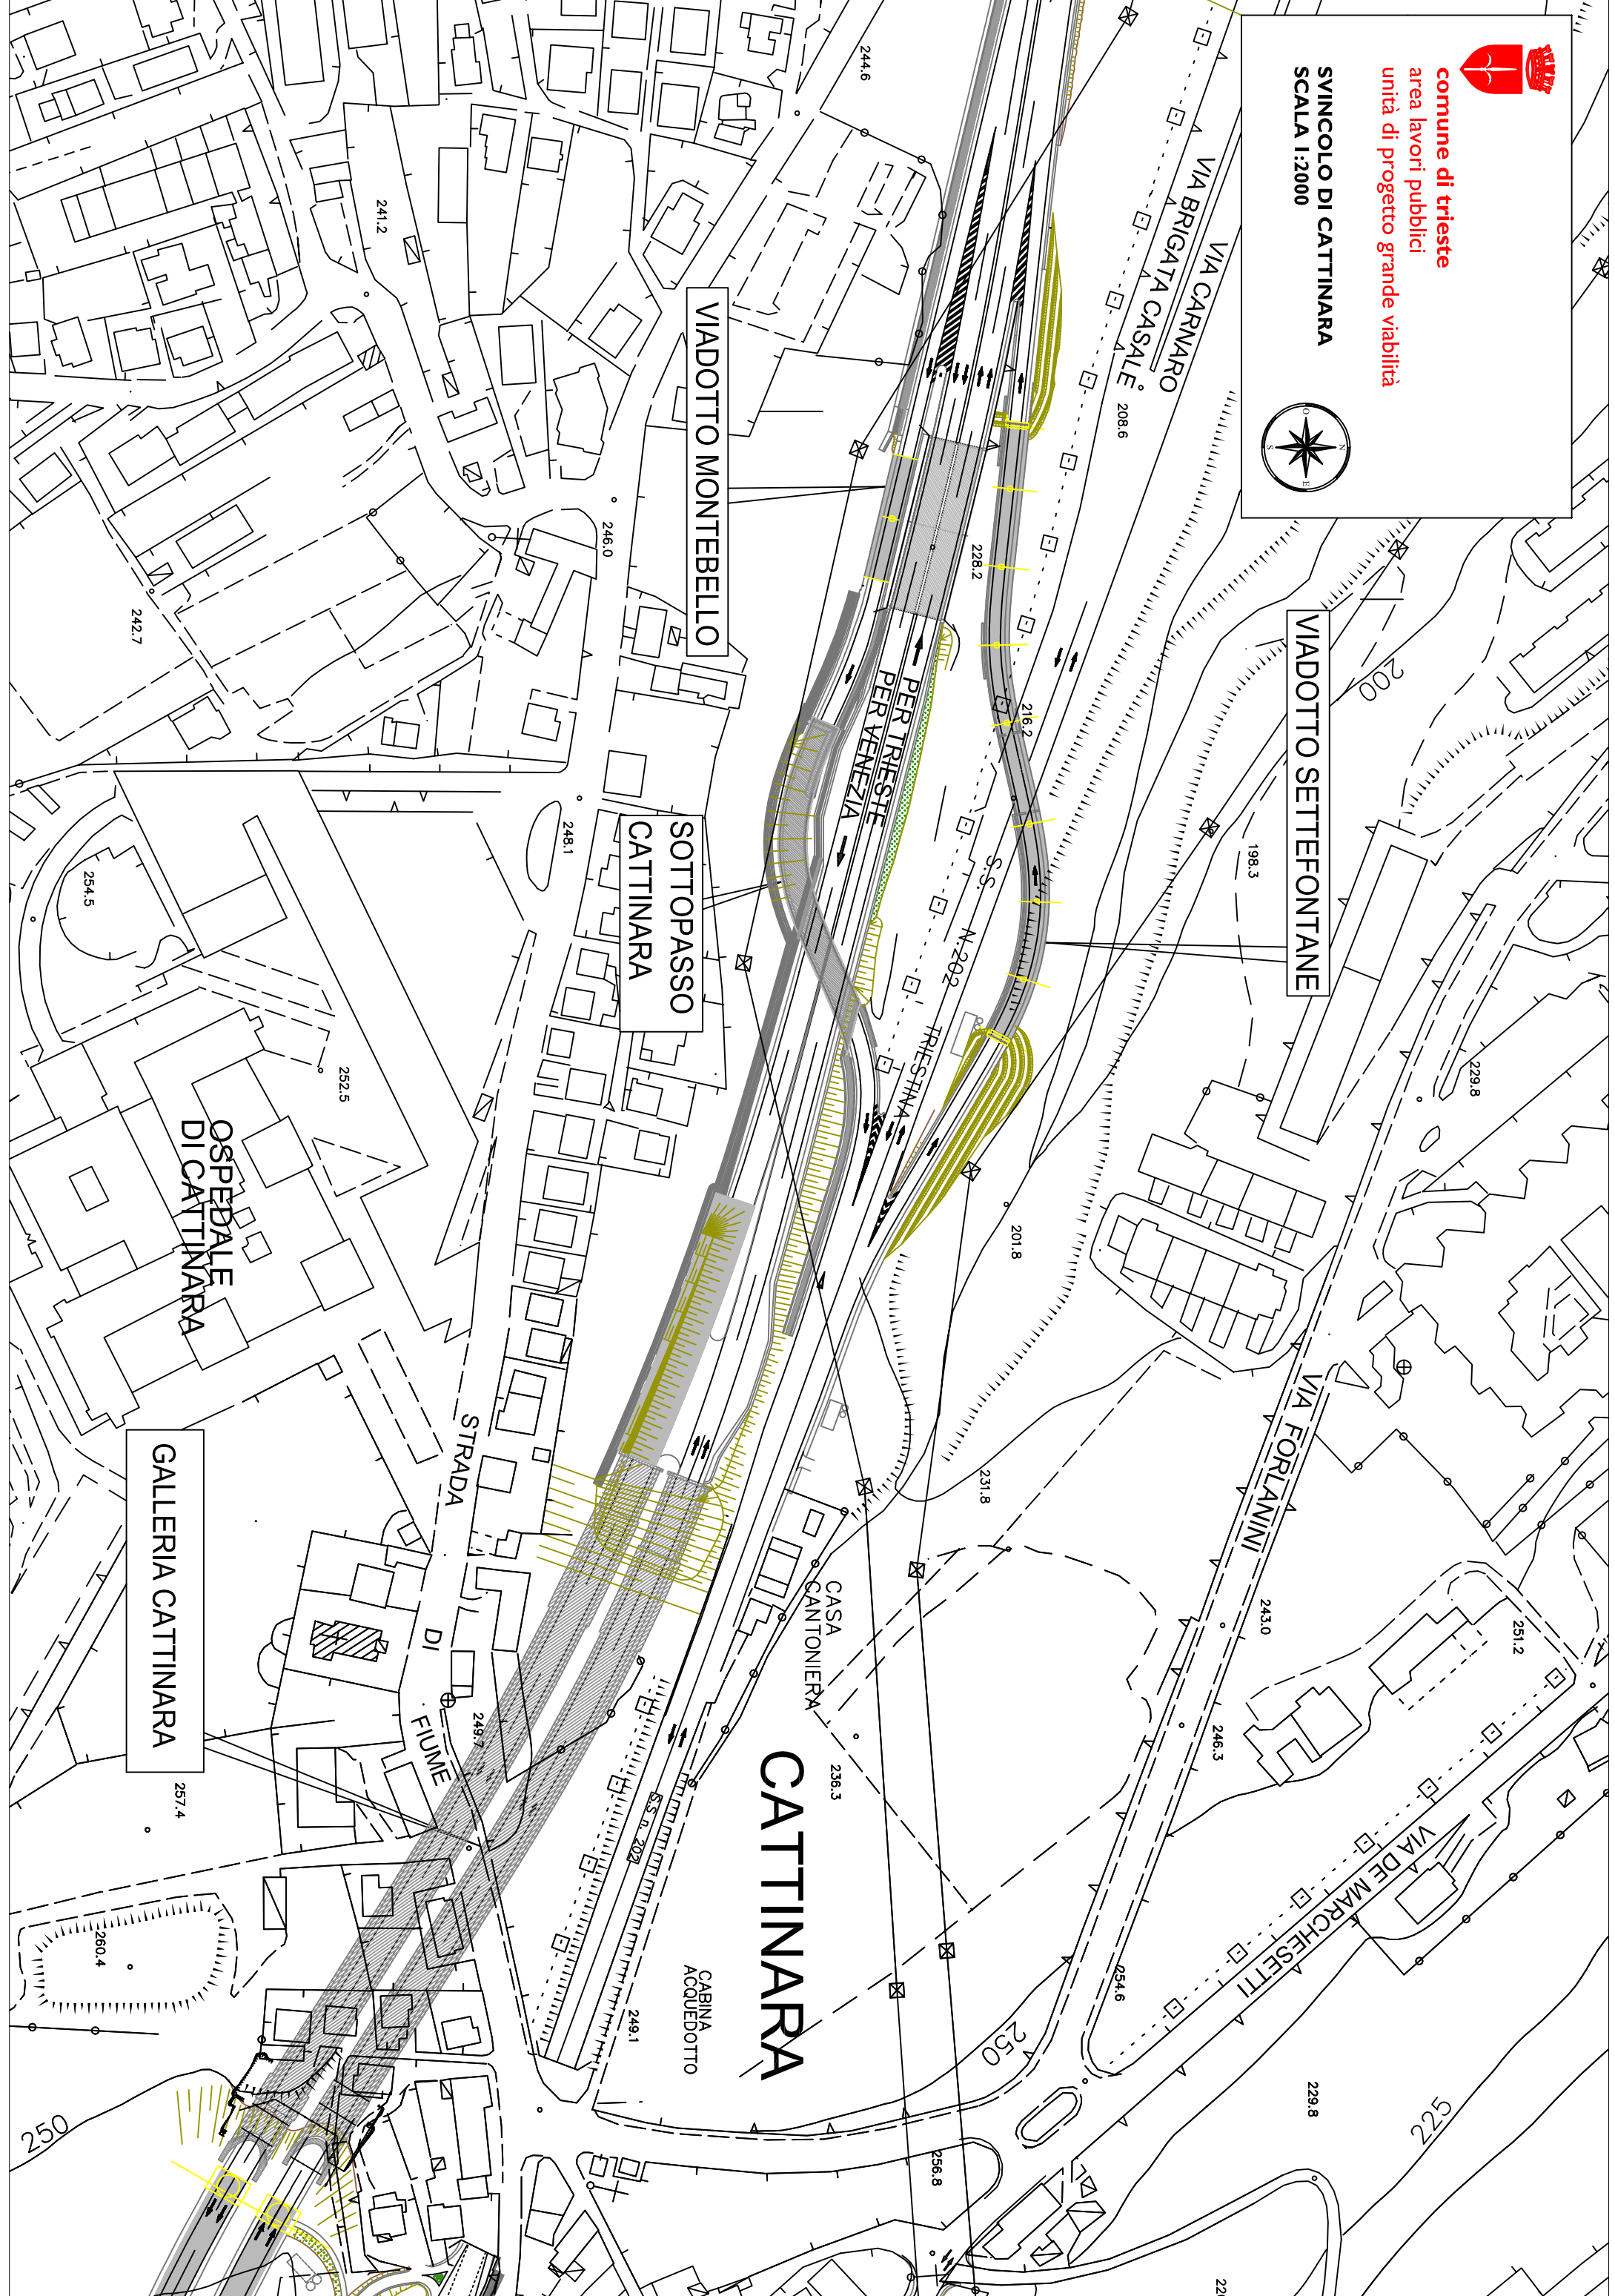 comune di trieste
area lavori pubblici
unità di progetto grande viabilità
SVINCOLO DI CATTINARA
SCALA 1:2000
N
O
E
S
VIA CARNARO
VIA BRIGATA CASALE
244.6
241.2
208.6
246.0
228.2
242.7
VIADOTTO MONTEBELLO
VIADOTTO SETTEFONTANE
200
216.2
PER TRIESTE
PER VENEZIA
198.3
S.S. N.202 TRIESTINA
SOTTOPASSO
CATTINARA
248.1
254.5
252.5
229.8
201.8
OSPEDALE
DI CATTINARA
VIA FORLANINI
STRADA DI FIUME
GALLERIA CATTINARA
231.8
CASA
CANTONIERA
243.0
251.2
246.3
249.7
236.3
257.4
CATTINARA
S.S. n. 202
VIA DE MARCHESETTI
260.4
254.6
CABINA
ACQUEDOTTO
249.1
250
229.8
225
250
256.8